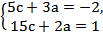 5c + 3a = −2,
15c + 2a = 1